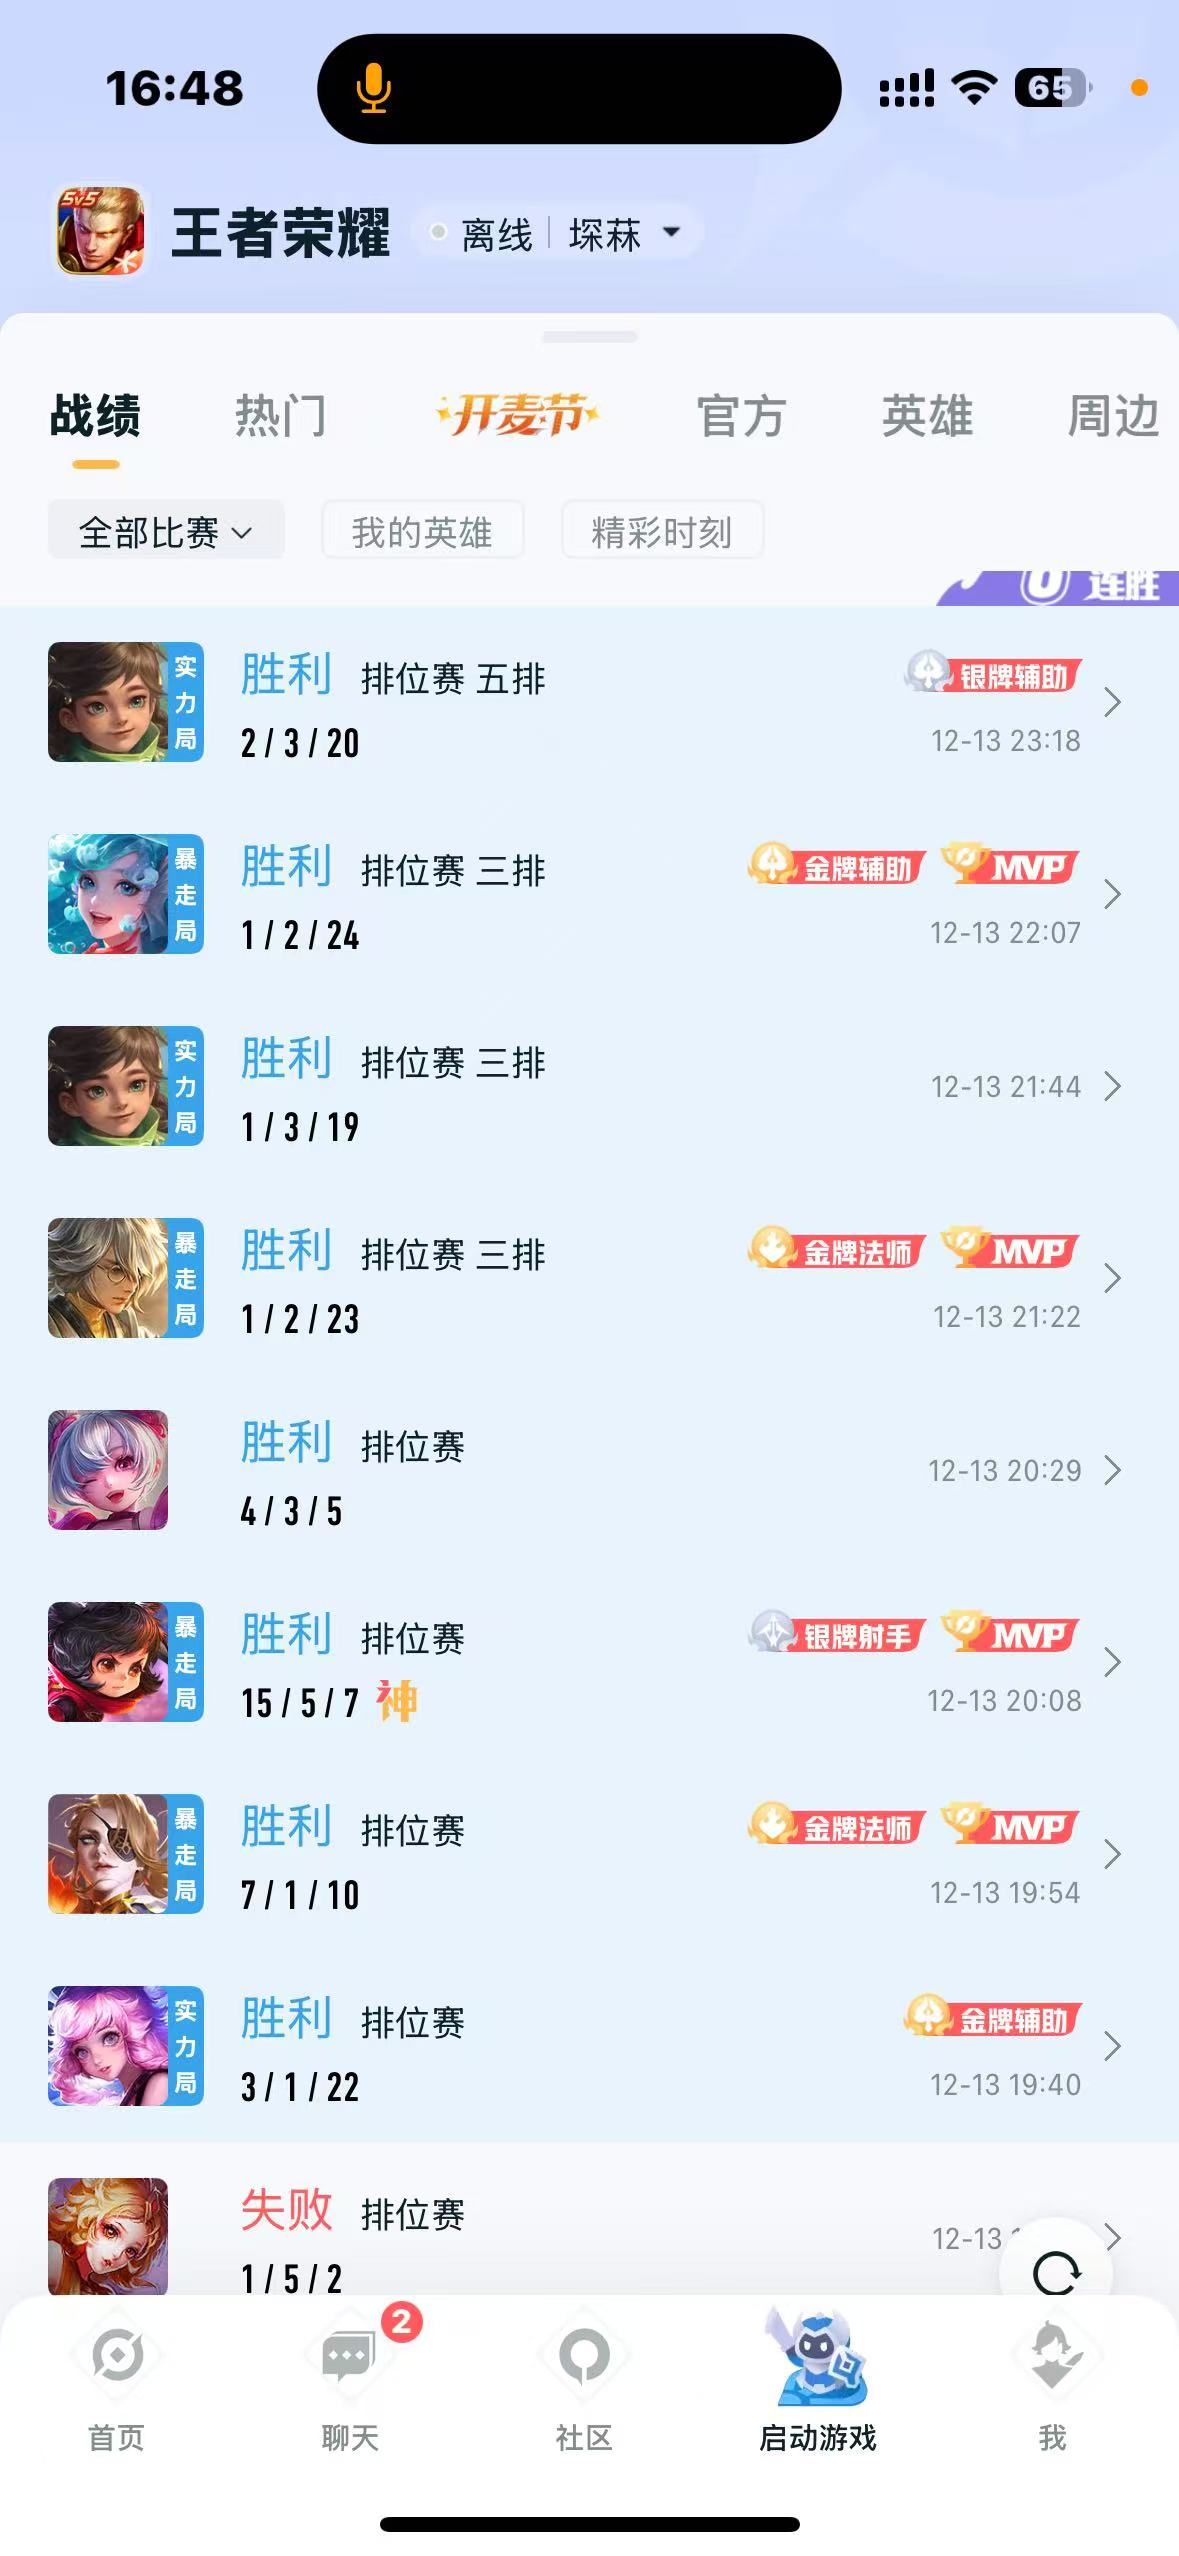 16:48
65
5v5
王者荣耀 离线 堔菻
战绩 热门 开麦节 官方 英雄 周边
全部比赛 我的英雄 精彩时刻
连胜
实力局 胜利 排位赛 五排 银牌辅助
2 / 3 / 20 12-13 23:18
暴走局 胜利 排位赛 三排 金牌辅助 MVP
1 / 2 / 24 12-13 22:07
实力局 胜利 排位赛 三排
1 / 3 / 19 12-13 21:44
暴走局 胜利 排位赛 三排 金牌法师 MVP
1 / 2 / 23 12-13 21:22
胜利 排位赛
4 / 3 / 5 12-13 20:29
暴走局 胜利 排位赛 银牌射手 MVP
15 / 5 / 7 神 12-13 20:08
暴走局 胜利 排位赛 金牌法师 MVP
7 / 1 / 10 12-13 19:54
实力局 胜利 排位赛 金牌辅助
3 / 1 / 22 12-13 19:40
失败 排位赛
1 / 5 / 2 12-13
2
首页 聊天 社区 启动游戏 我